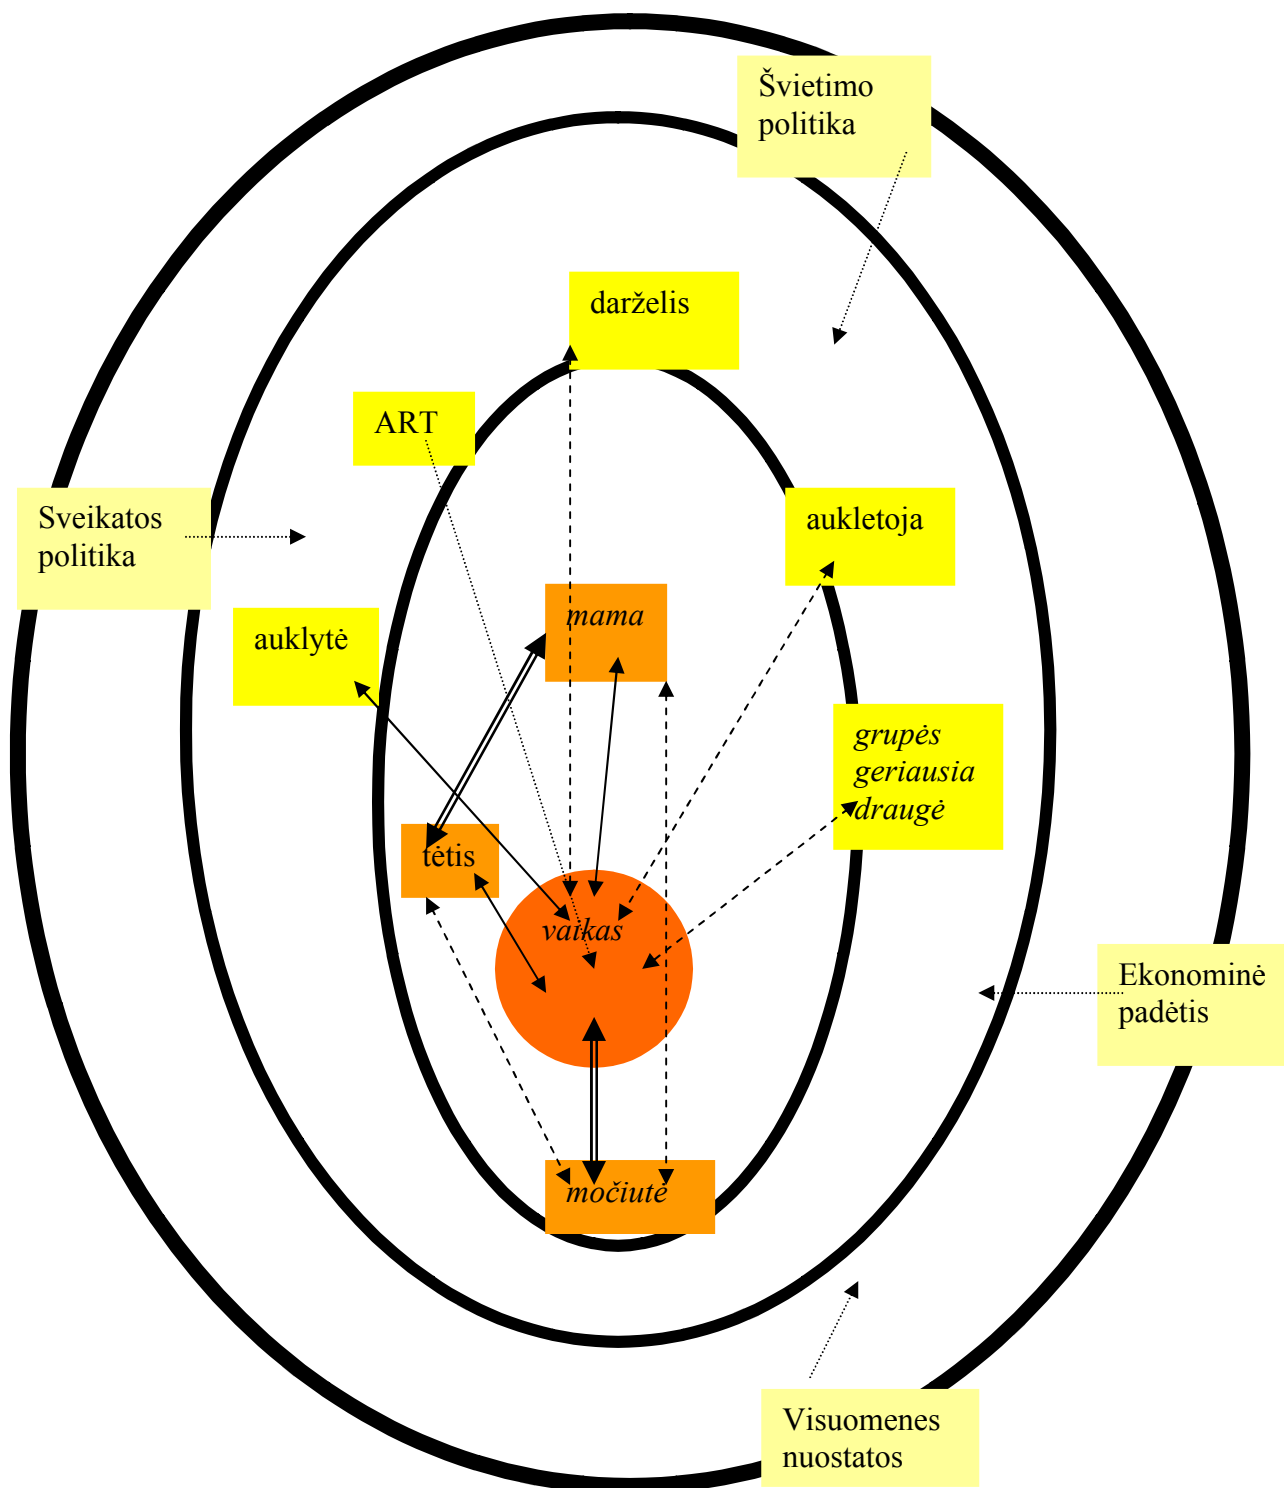 Švietimo
politika
darželis
ART
Sveikatos
politika
aukletoja
mama
auklytė
grupės
geriausia
draugė
tėtis
vaikas
Ekonominė
padėtis
močiutė
Visuomenes
nuostatos